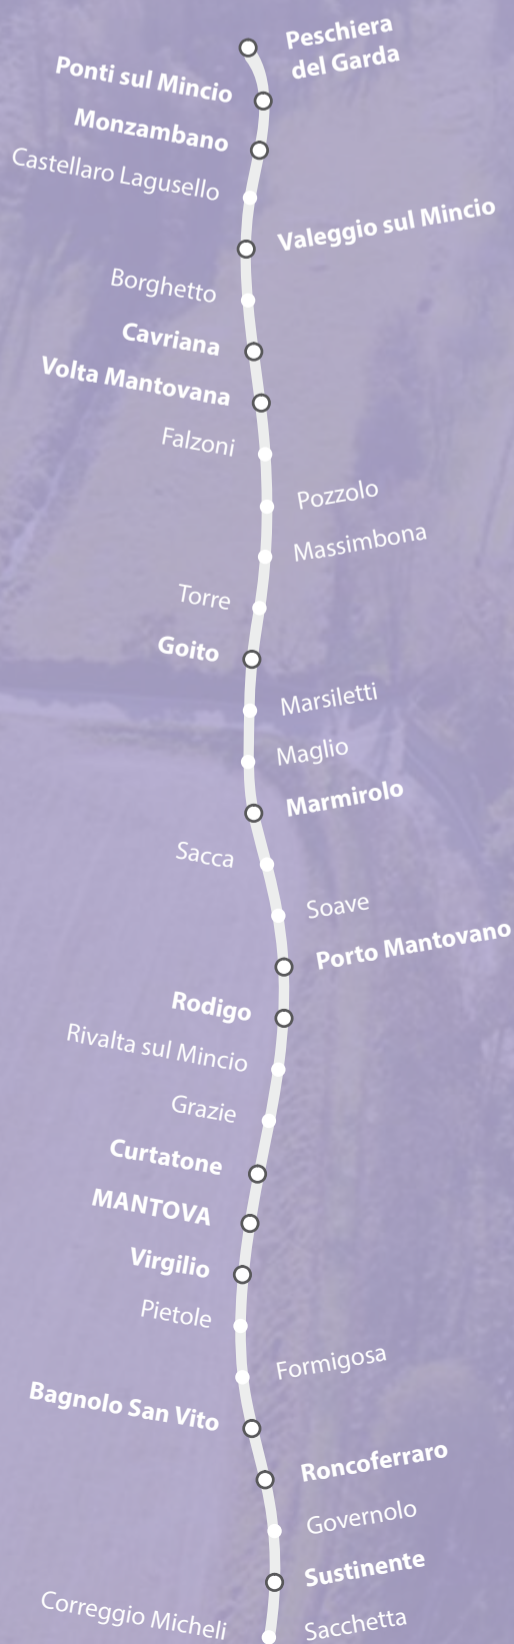 Peschiera
del Garda
Ponti sul Mincio
Monzambano
Castellaro Lagusello
Valeggio sul Mincio
Borghetto
Cavriana
Volta Mantovana
Falzoni
Pozzolo
Massimbona
Torre
Goito
Marsiletti
Maglio
Marmirolo
Sacca
Soave
Porto Mantovano
Rodigo
Rivalta sul Mincio
Grazie
Curtatone
MANTOVA
Virgilio
Pietole
Formigosa
Bagnolo San Vito
Roncoferraro
Governolo
Sustinente
Correggio Micheli
Sacchetta